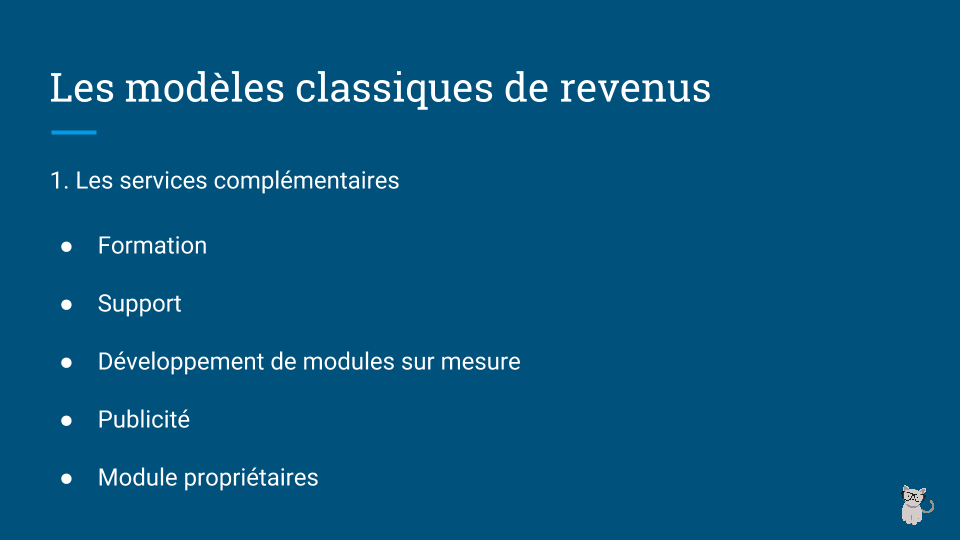 Les modèles classiques de revenus
1. Les services complémentaires
● Formation
● Support
● Développement de modules sur mesure
● Publicité
● Module propriétaires